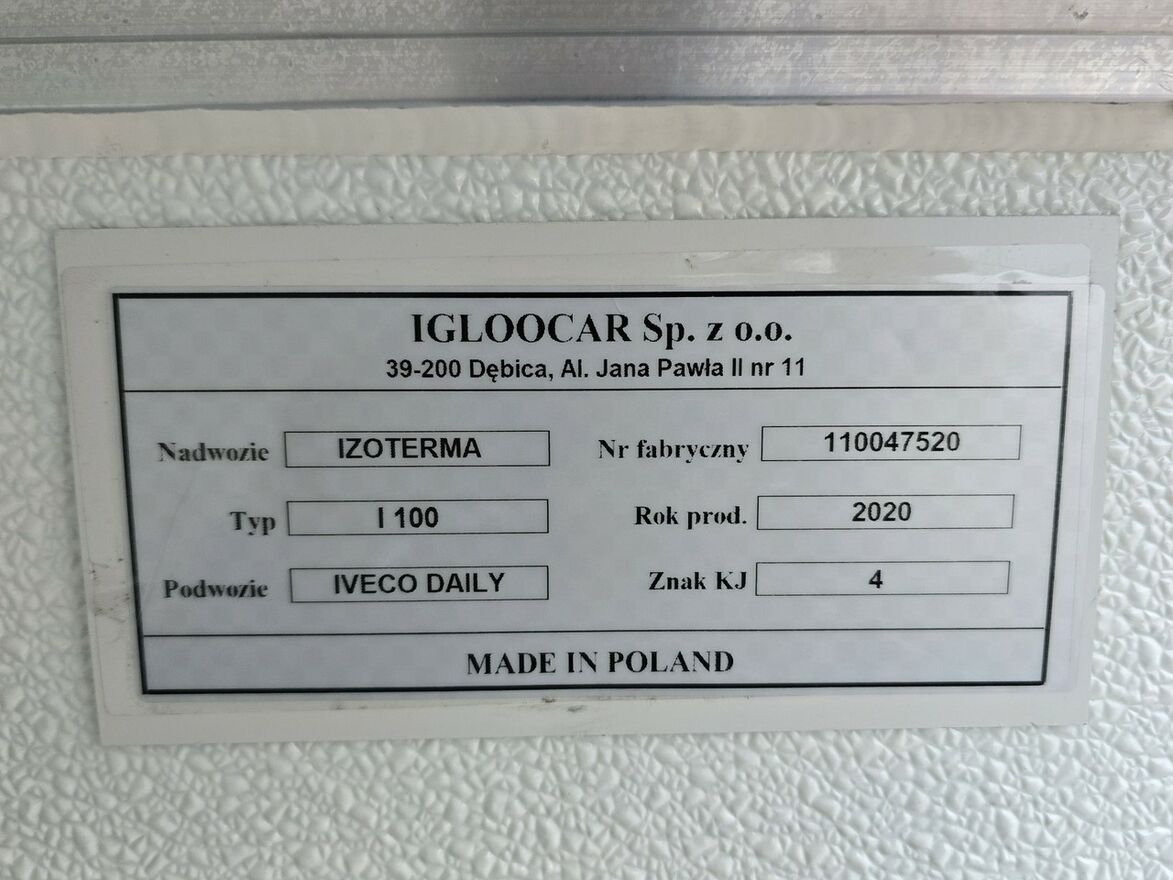 IGLOOCAR Sp. z o.o.
39-200 Dębica, Al. Jana Pawła II nr 11
Nadwozie IZOTERMA Nr fabryczny 110047520
Typ I 100 Rok prod. 2020
Podwozie IVECO DAILY Znak KJ 4
MADE IN POLAND